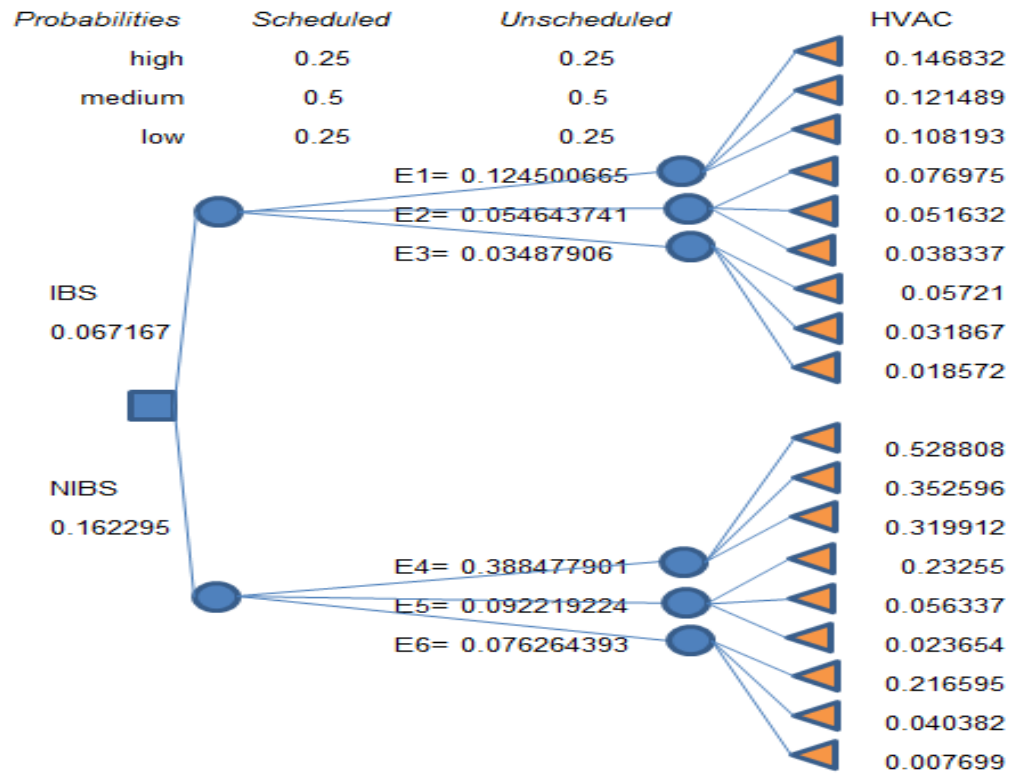 Probabilities Scheduled Unscheduled HVAC
high 0.25 0.25 0.146832
medium 0.5 0.5 0.121489
low 0.25 0.25 0.108193
E1= 0.124500665 0.076975
E2= 0.054643741 0.051632
E3= 0.03487906 0.038337
IBS 0.05721
0.067167 0.031867
0.018572
0.528808
NIBS 0.352596
0.162295 0.319912
E4= 0.388477901 0.23255
E5= 0.092219224 0.056337
E6= 0.076264393 0.023654
0.216595
0.040382
0.007699